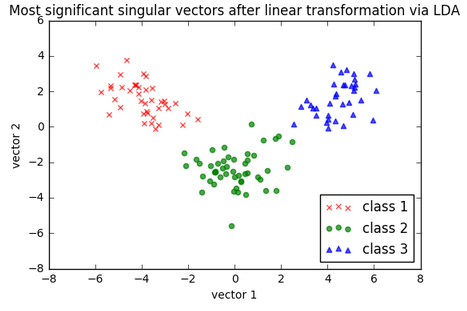 Most significant singular vectors after linear transformation via LDA
6
4
2
0
−2
−4
−6
−8
vector 2
class 1
class 2
class 3
−8 −6 −4 −2 0 2 4 6 8
vector 1